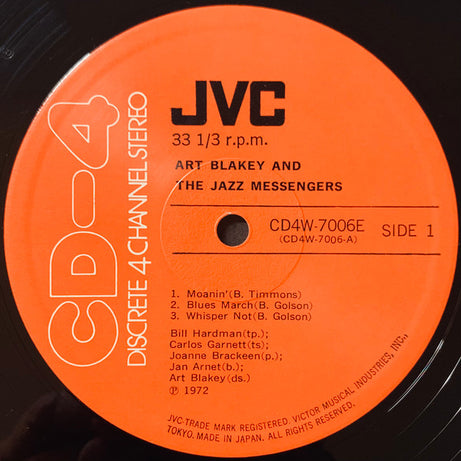 CD-4
DISCRETE 4 CHANNEL STEREO
JVC
33 1/3 r.p.m.
ART BLAKEY AND
THE JAZZ MESSENGERS
CD4W-7006E
(CD4W-7006-A)
SIDE 1
1. Moanin'(B. Timmons)
2. Blues March(B. Golson)
3. Whisper Not(B. Golson)
Bill Hardman(tp.);
Carlos Garnett(ts);
Joanne Brackeen(p.);
Jan Arnet(b.);
Art Blakey(ds.)
℗ 1972
JVC-TRADE MARK REGISTERED. VICTOR MUSICAL INDUSTRIES, INC.,
TOKYO. MADE IN JAPAN. ALL RIGHTS RESERVED.